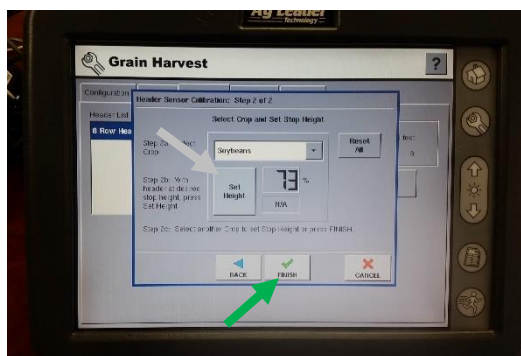 Ag Leader
Technology
Grain Harvest
?
Configuration
Header List
8 Row Hea
Header Sensor Calibration: Step 2 of 2
Select Crop and Set Stop Height
Crop
Soybeans
Reset
All
0
Step 2b: With
header at desired
stop height, press
Set Height
Set
Height
73 %
N/A
Step 2c: Select another Crop to set Stop Height or press FINISH.
BACK
FINISH
CANCEL